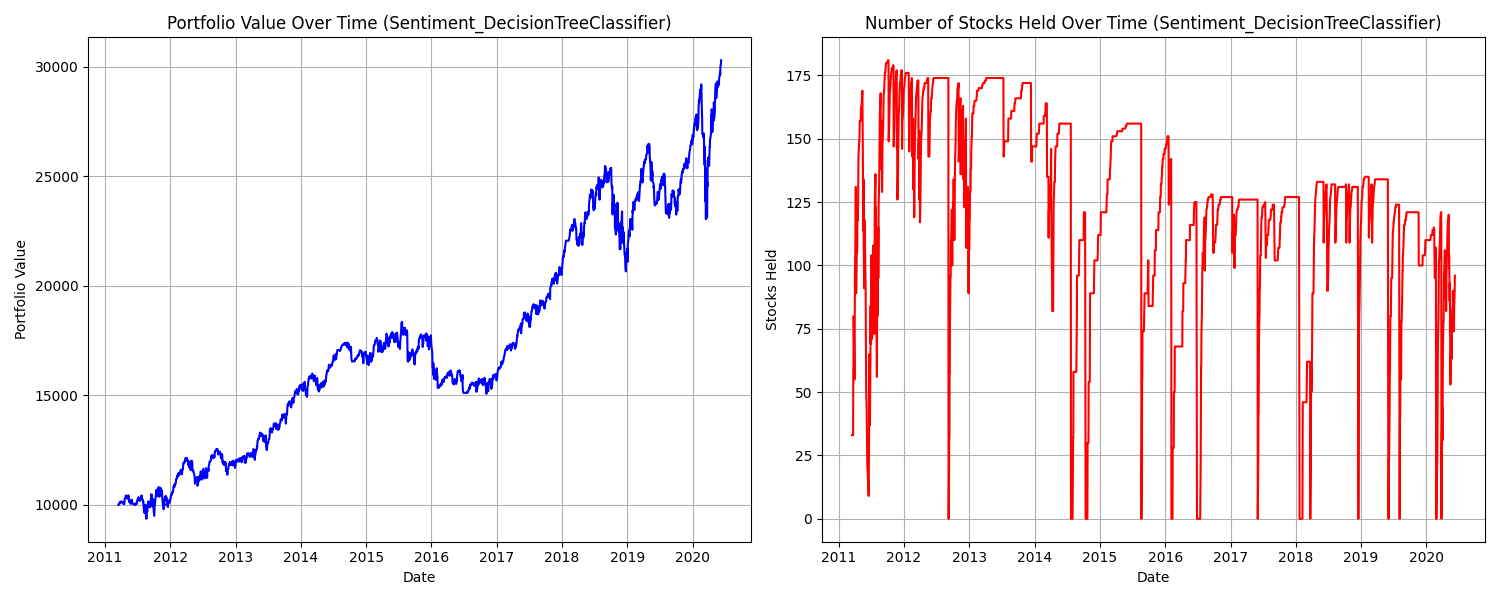 Portfolio Value Over Time (Sentiment_DecisionTreeClassifier)
Portfolio Value
30000
25000
20000
15000
10000
2011 2012 2013 2014 2015 2016 2017 2018 2019 2020
Date
Number of Stocks Held Over Time (Sentiment_DecisionTreeClassifier)
Stocks Held
175
150
125
100
75
50
25
0
2011 2012 2013 2014 2015 2016 2017 2018 2019 2020
Date